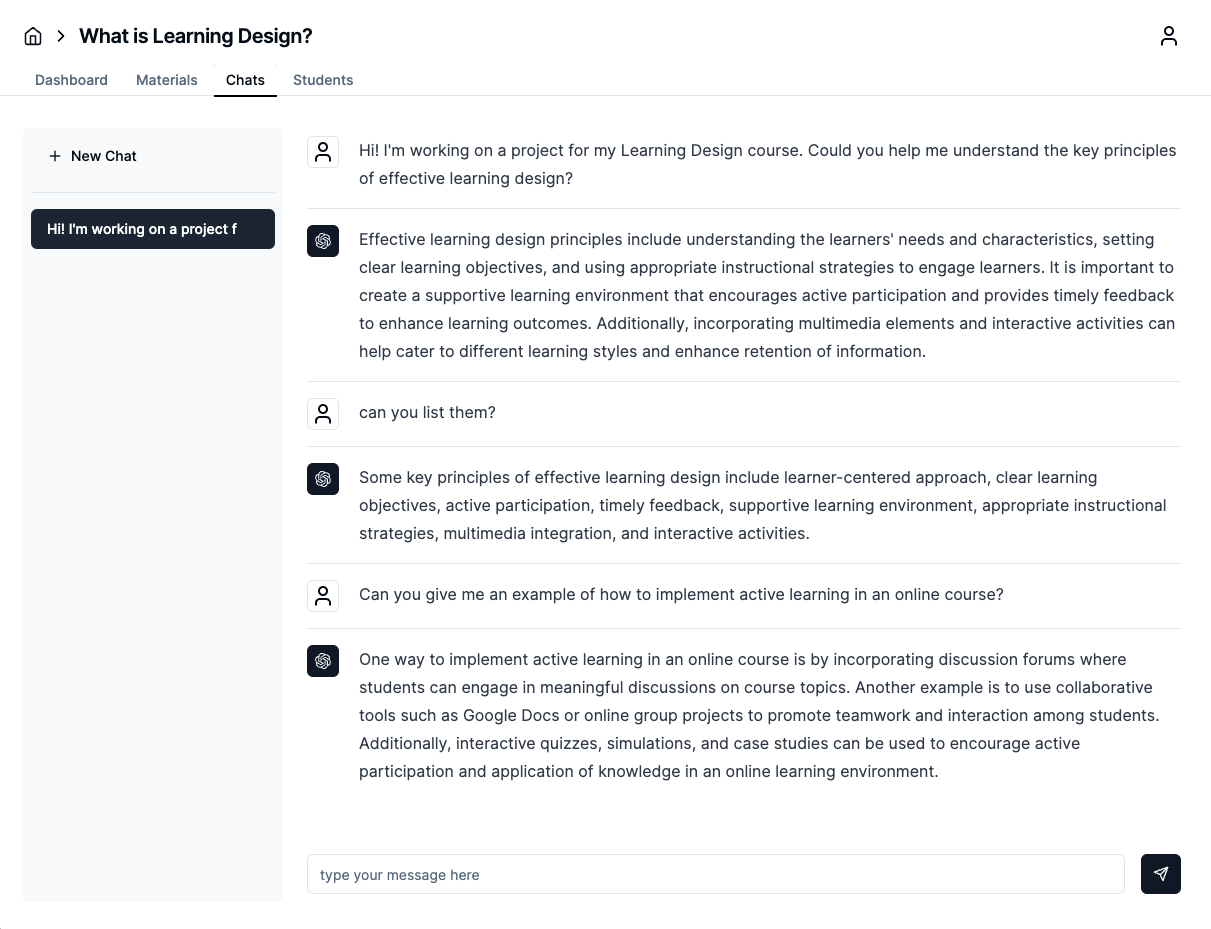 What is Learning Design?
Dashboard
Materials
Chats
Students
New Chat
Hi! I'm working on a project f
Hi! I'm working on a project for my Learning Design course. Could you help me understand the key principles
of effective learning design?
Effective learning design principles include understanding the learners' needs and characteristics, setting
clear learning objectives, and using appropriate instructional strategies to engage learners. It is important to
create a supportive learning environment that encourages active participation and provides timely feedback
to enhance learning outcomes. Additionally, incorporating multimedia elements and interactive activities can
help cater to different learning styles and enhance retention of information.
can you list them?
Some key principles of effective learning design include learner-centered approach, clear learning
objectives, active participation, timely feedback, supportive learning environment, appropriate instructional
strategies, multimedia integration, and interactive activities.
Can you give me an example of how to implement active learning in an online course?
One way to implement active learning in an online course is by incorporating discussion forums where
students can engage in meaningful discussions on course topics. Another example is to use collaborative
tools such as Google Docs or online group projects to promote teamwork and interaction among students.
Additionally, interactive quizzes, simulations, and case studies can be used to encourage active
participation and application of knowledge in an online learning environment.
type your message here